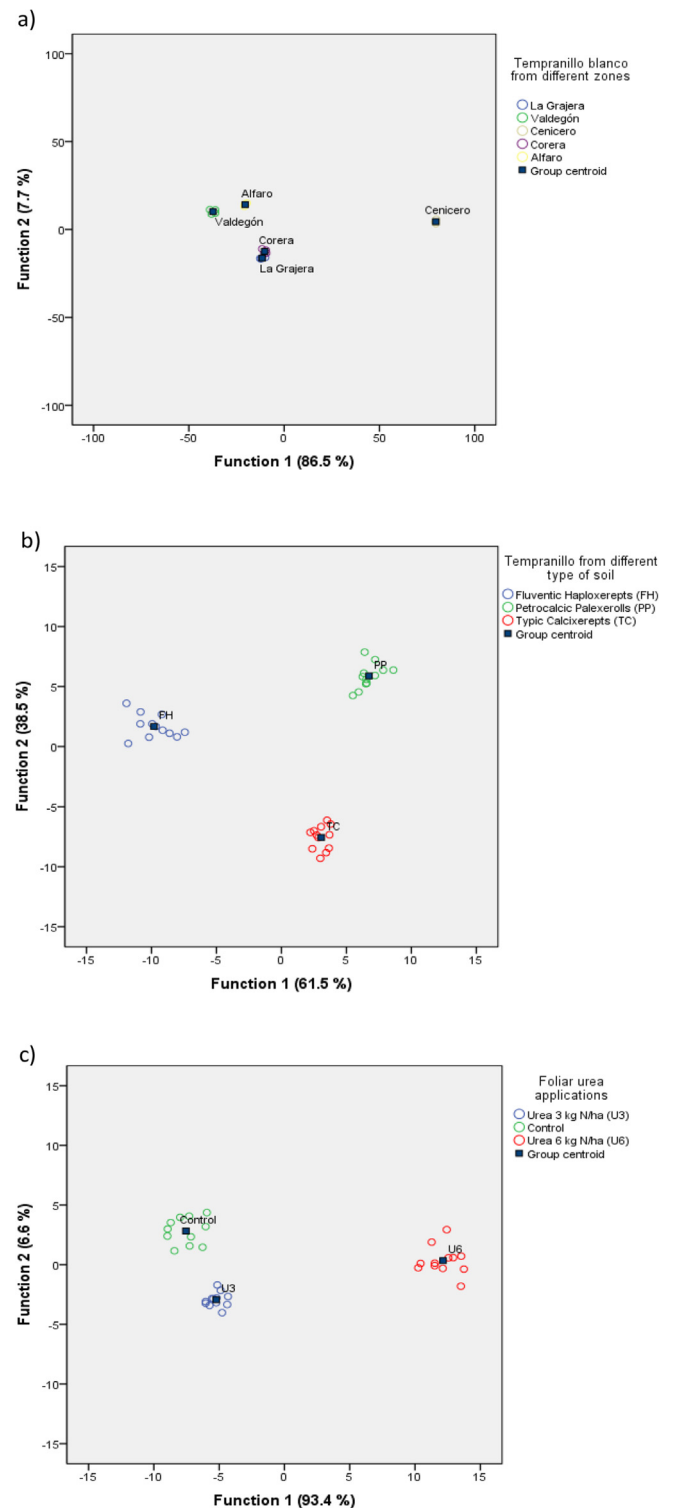 a)
Tempranillo blanco
from different zones
La Grajera
Valdegón
Cenicero
Corera
Alfaro
Group centroid
100
50
0
-50
-100
Function 2 (7.7 %)
Alfaro
Valdegón
Cenicero
Corera
La Grajera
-100
-50
0
50
100
Function 1 (86.5 %)
b)
Tempranillo from different
type of soil
Fluventic Haploxerepts (FH)
Petrocalcic Palexerolls (PP)
Typic Calcixerepts (TC)
Group centroid
15
10
5
0
-5
-10
-15
Function 2 (38.5 %)
PP
FH
TC
-15
-10
-5
0
5
10
15
Function 1 (61.5 %)
c)
Foliar urea
applications
Urea 3 kg N/ha (U3)
Control
Urea 6 kg N/ha (U6)
Group centroid
15
10
5
0
-5
-10
-15
Function 2 (6.6 %)
Control
U6
U3
-15
-10
-5
0
5
10
15
Function 1 (93.4 %)